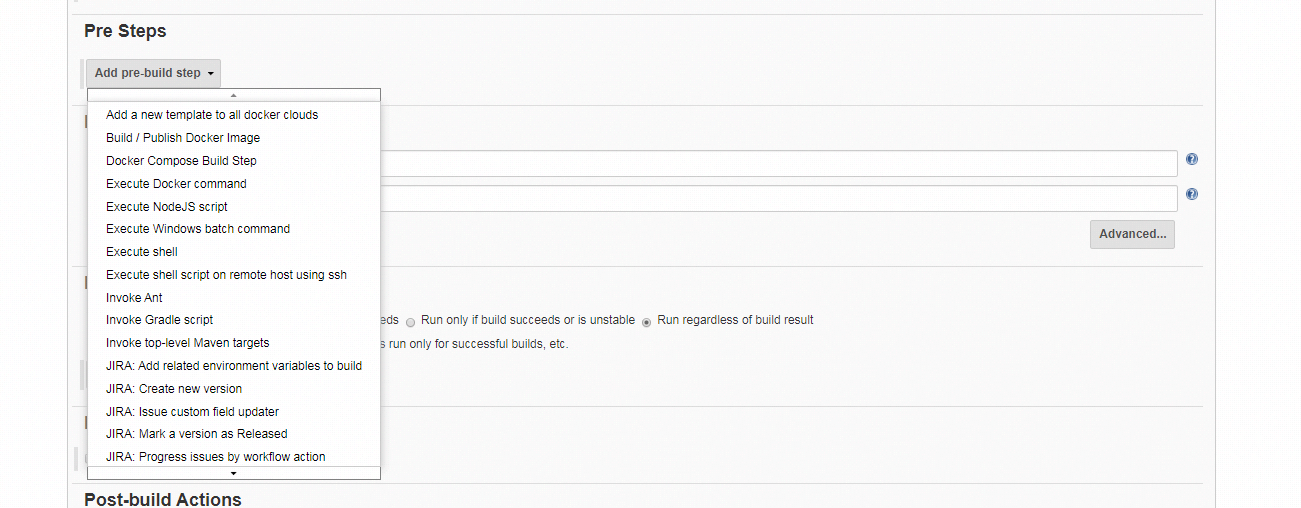 Pre Steps
Add pre-build step
Add a new template to all docker clouds
Build / Publish Docker Image
Docker Compose Build Step
Execute Docker command
Execute NodeJS script
Execute Windows batch command
Advanced...
Execute shell
Execute shell script on remote host using ssh
Invoke Ant
Invoke Gradle script
eds Run only if build succeeds or is unstable Run regardless of build result
Invoke top-level Maven targets
s run only for successful builds, etc.
JIRA: Add related environment variables to build
JIRA: Create new version
JIRA: Issue custom field updater
JIRA: Mark a version as Released
JIRA: Progress issues by workflow action
Post-build Actions